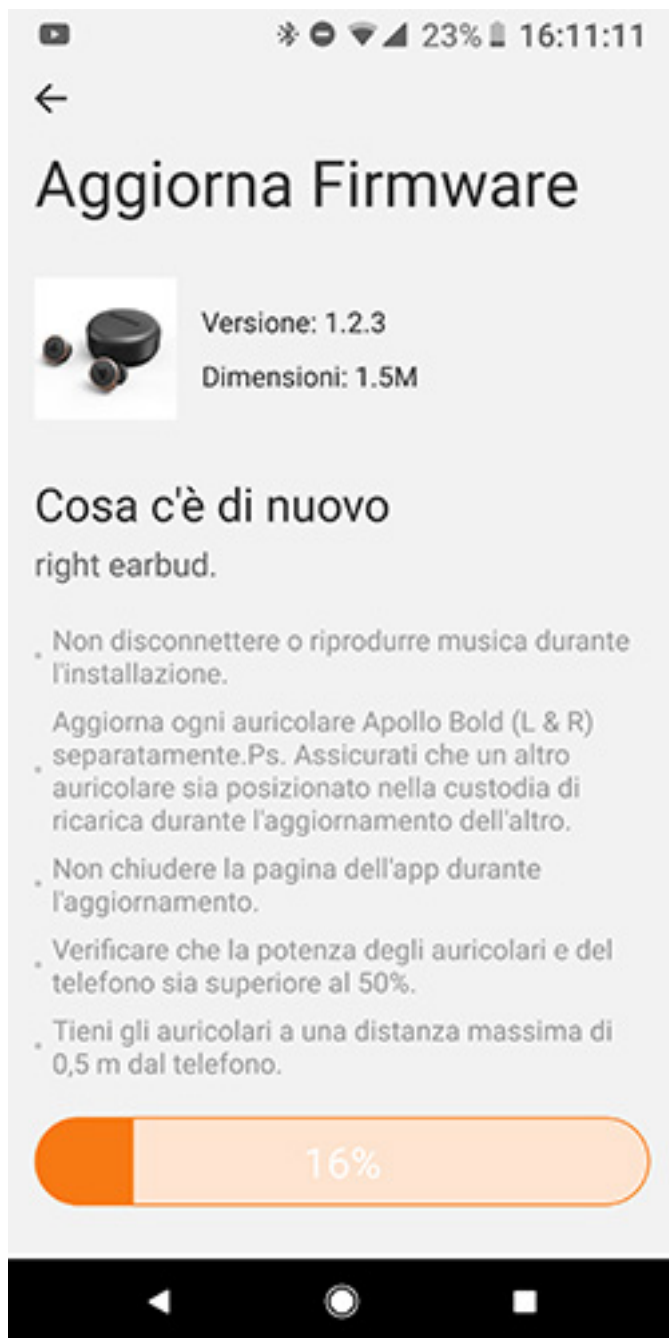 23% 16:11:11
Aggiorna Firmware
Versione: 1.2.3
Dimensioni: 1.5M
Cosa c'è di nuovo
right earbud.
Non disconnettere o riprodurre musica durante
l'installazione.
Aggiorna ogni auricolare Apollo Bold (L & R)
separatamente.Ps. Assicurati che un altro
auricolare sia posizionato nella custodia di
ricarica durante l'aggiornamento dell'altro.
Non chiudere la pagina dell'app durante
l'aggiornamento.
Verificare che la potenza degli auricolari e del
telefono sia superiore al 50%.
Tieni gli auricolari a una distanza massima di
0,5 m dal telefono.
16%